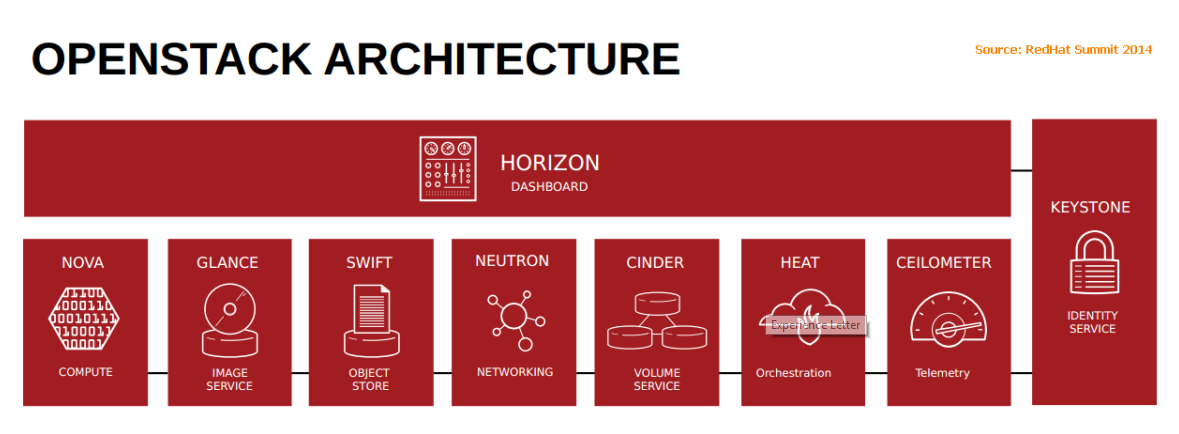 OPENSTACK ARCHITECTURE
Source: RedHat Summit 2014
HORIZON
DASHBOARD
KEYSTONE
IDENTITY
SERVICE
NOVA
COMPUTE
GLANCE
IMAGE
SERVICE
SWIFT
OBJECT
STORE
NEUTRON
NETWORKING
CINDER
VOLUME
SERVICE
HEAT
Experience Letter
Orchestration
CEILOMETER
Telemetry